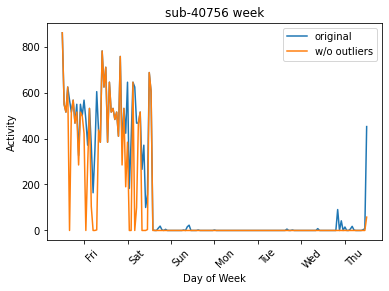 sub-40756 week
original
w/o outliers
800
600
400
200
0
Activity
Fri
Sat
Sun
Mon
Tue
Wed
Thu
Day of Week